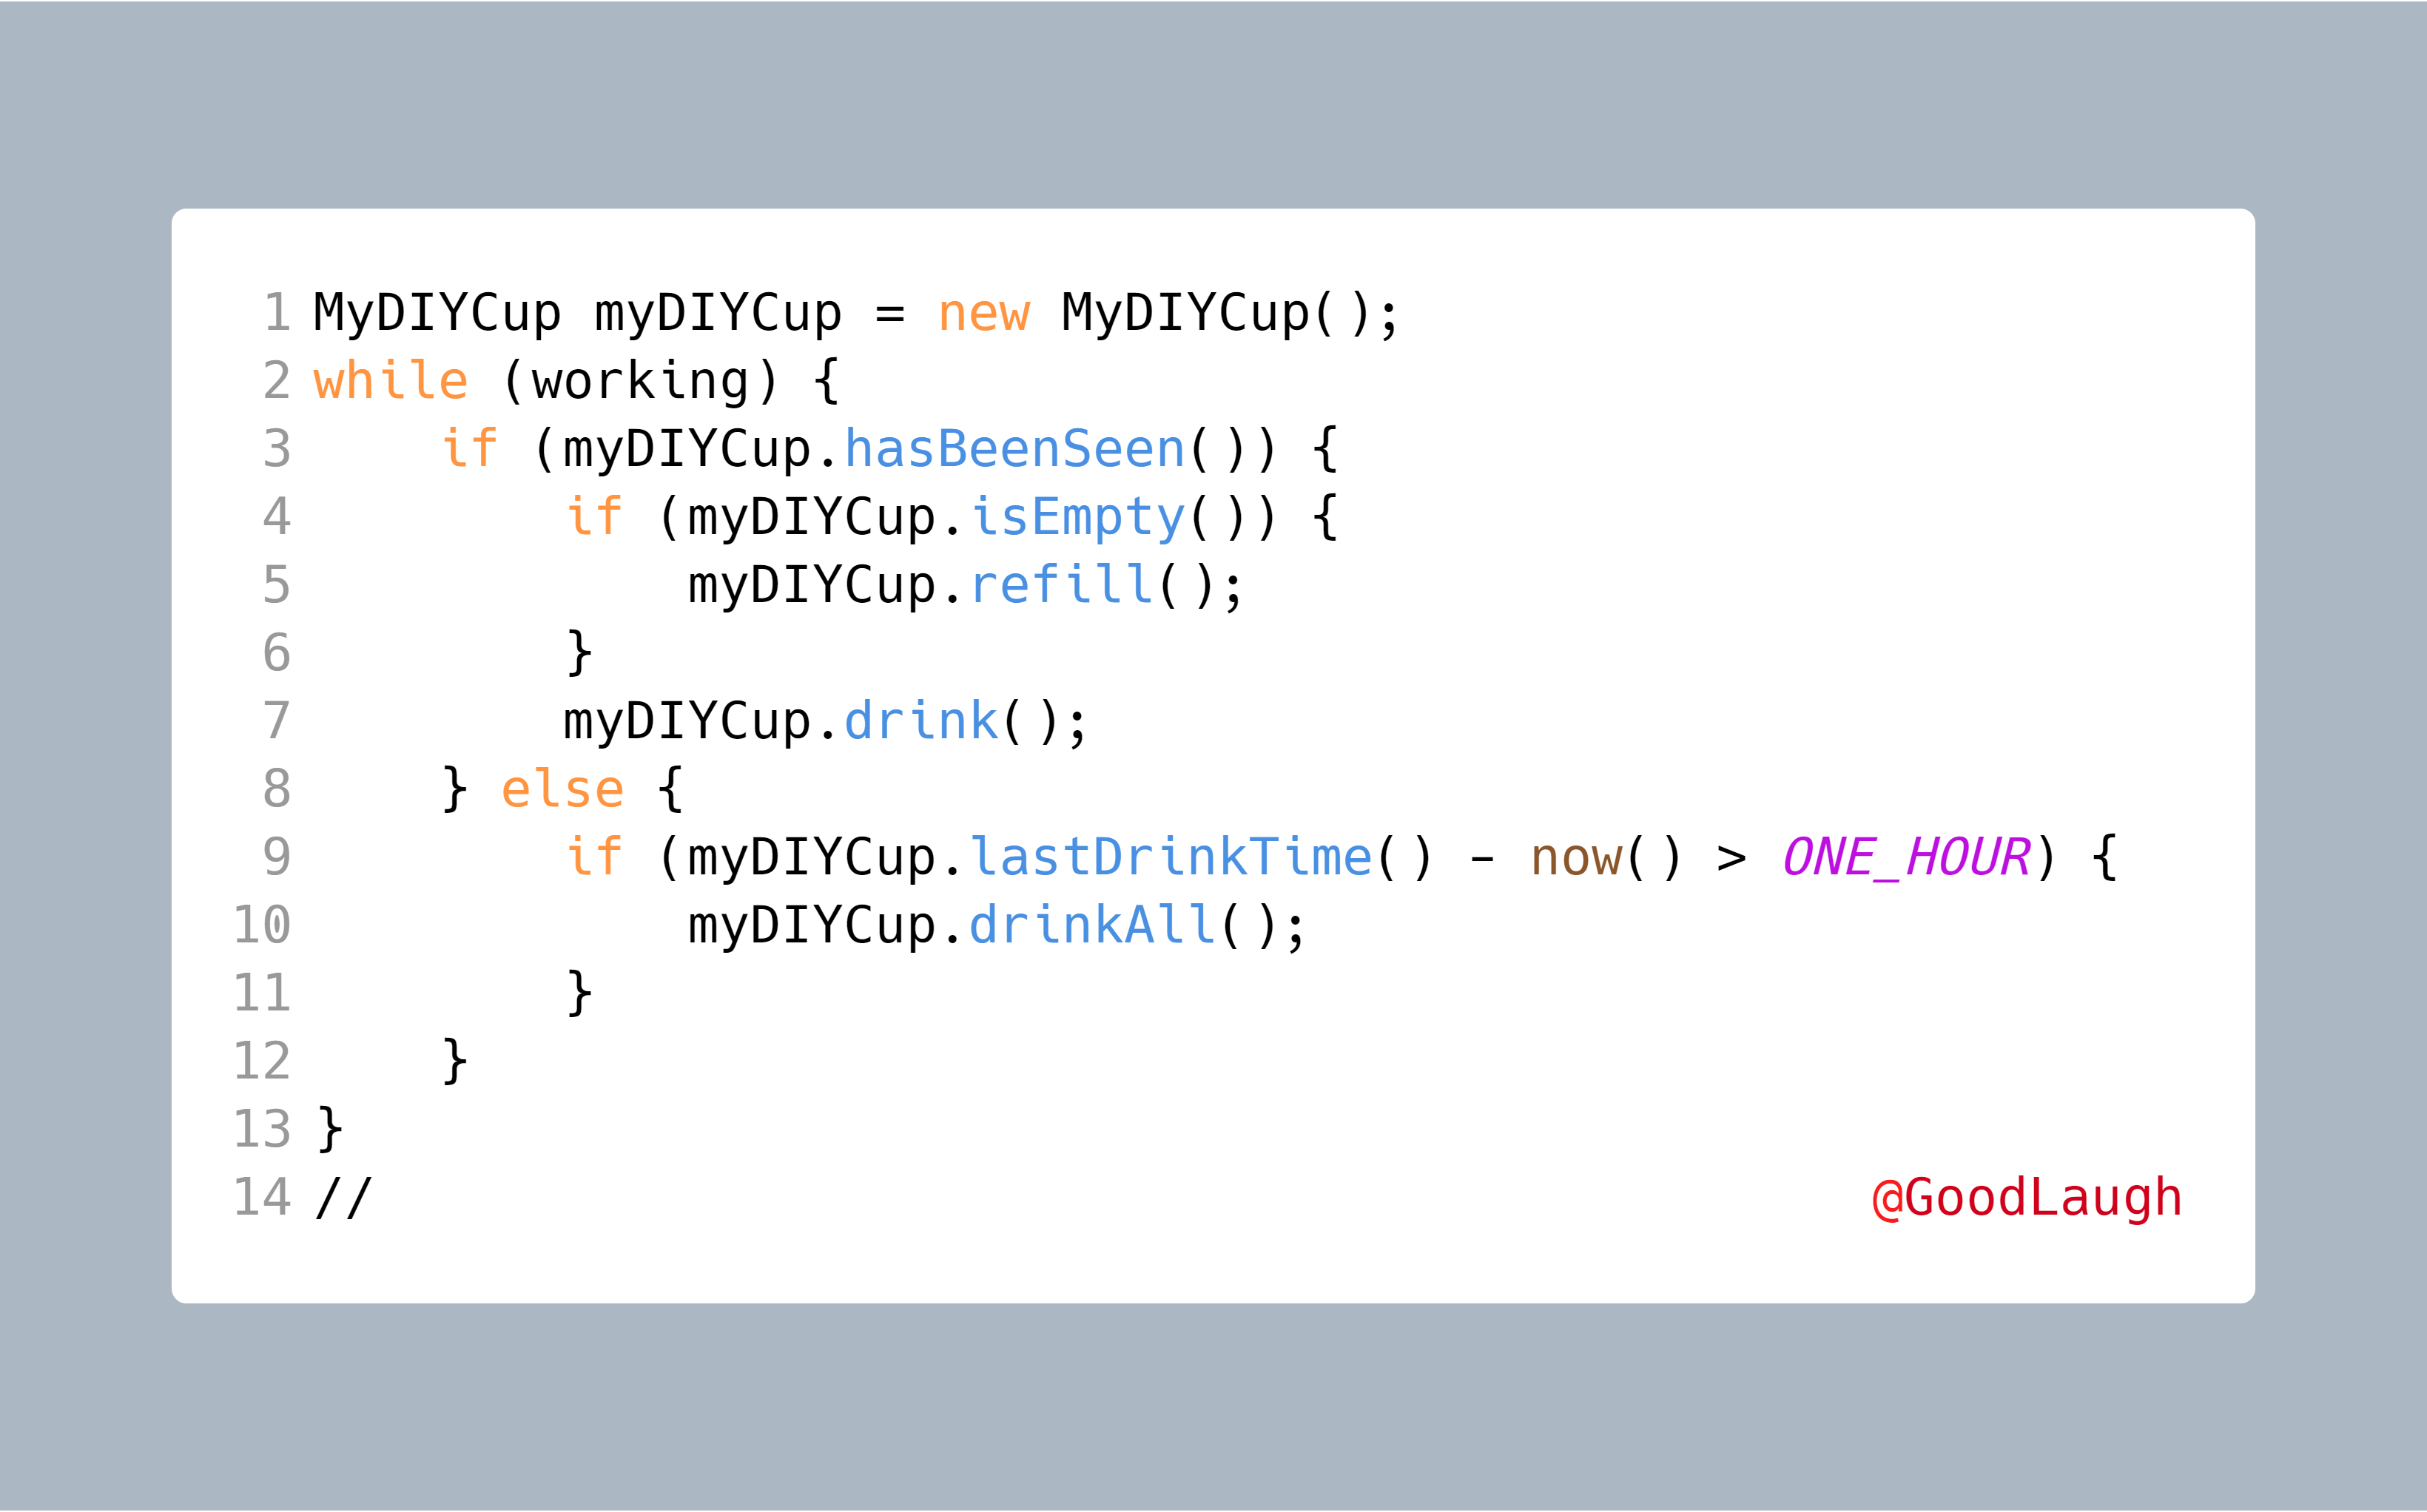 1 MyDIYCup myDIYCup = new MyDIYCup();
2 while (working) {
3     if (myDIYCup.hasBeenSeen()) {
4         if (myDIYCup.isEmpty()) {
5             myDIYCup.refill();
6         }
7         myDIYCup.drink();
8     } else {
9         if (myDIYCup.lastDrinkTime() - now() > ONE_HOUR) {
10             myDIYCup.drinkAll();
11         }
12     }
13 }
14 // @GoodLaugh